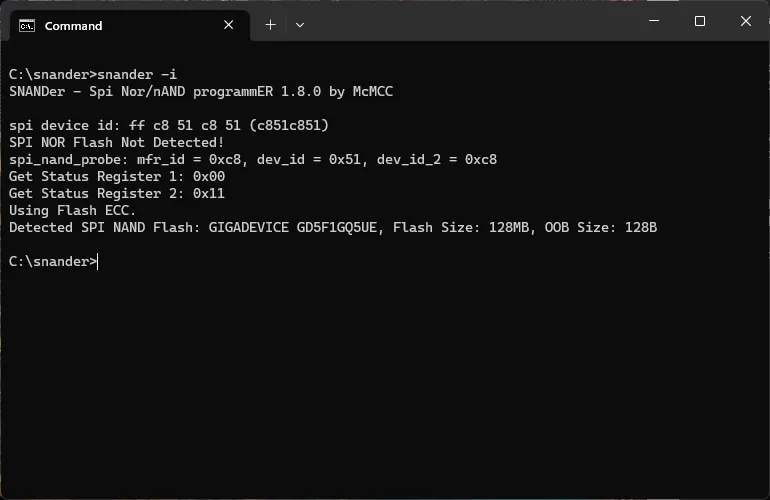 Command
C:\snander>snander -i
SNANDer - Spi Nor/nAND programmER 1.8.0 by McMCC
spi device id: ff c8 51 c8 51 (c851c851)
SPI NOR Flash Not Detected!
spi_nand_probe: mfr_id = 0xc8, dev_id = 0x51, dev_id_2 = 0xc8
Get Status Register 1: 0x00
Get Status Register 2: 0x11
Using Flash ECC.
Detected SPI NAND Flash: GIGADEVICE GD5F1GQ5UE, Flash Size: 128MB, OOB Size: 128B
C:\snander>